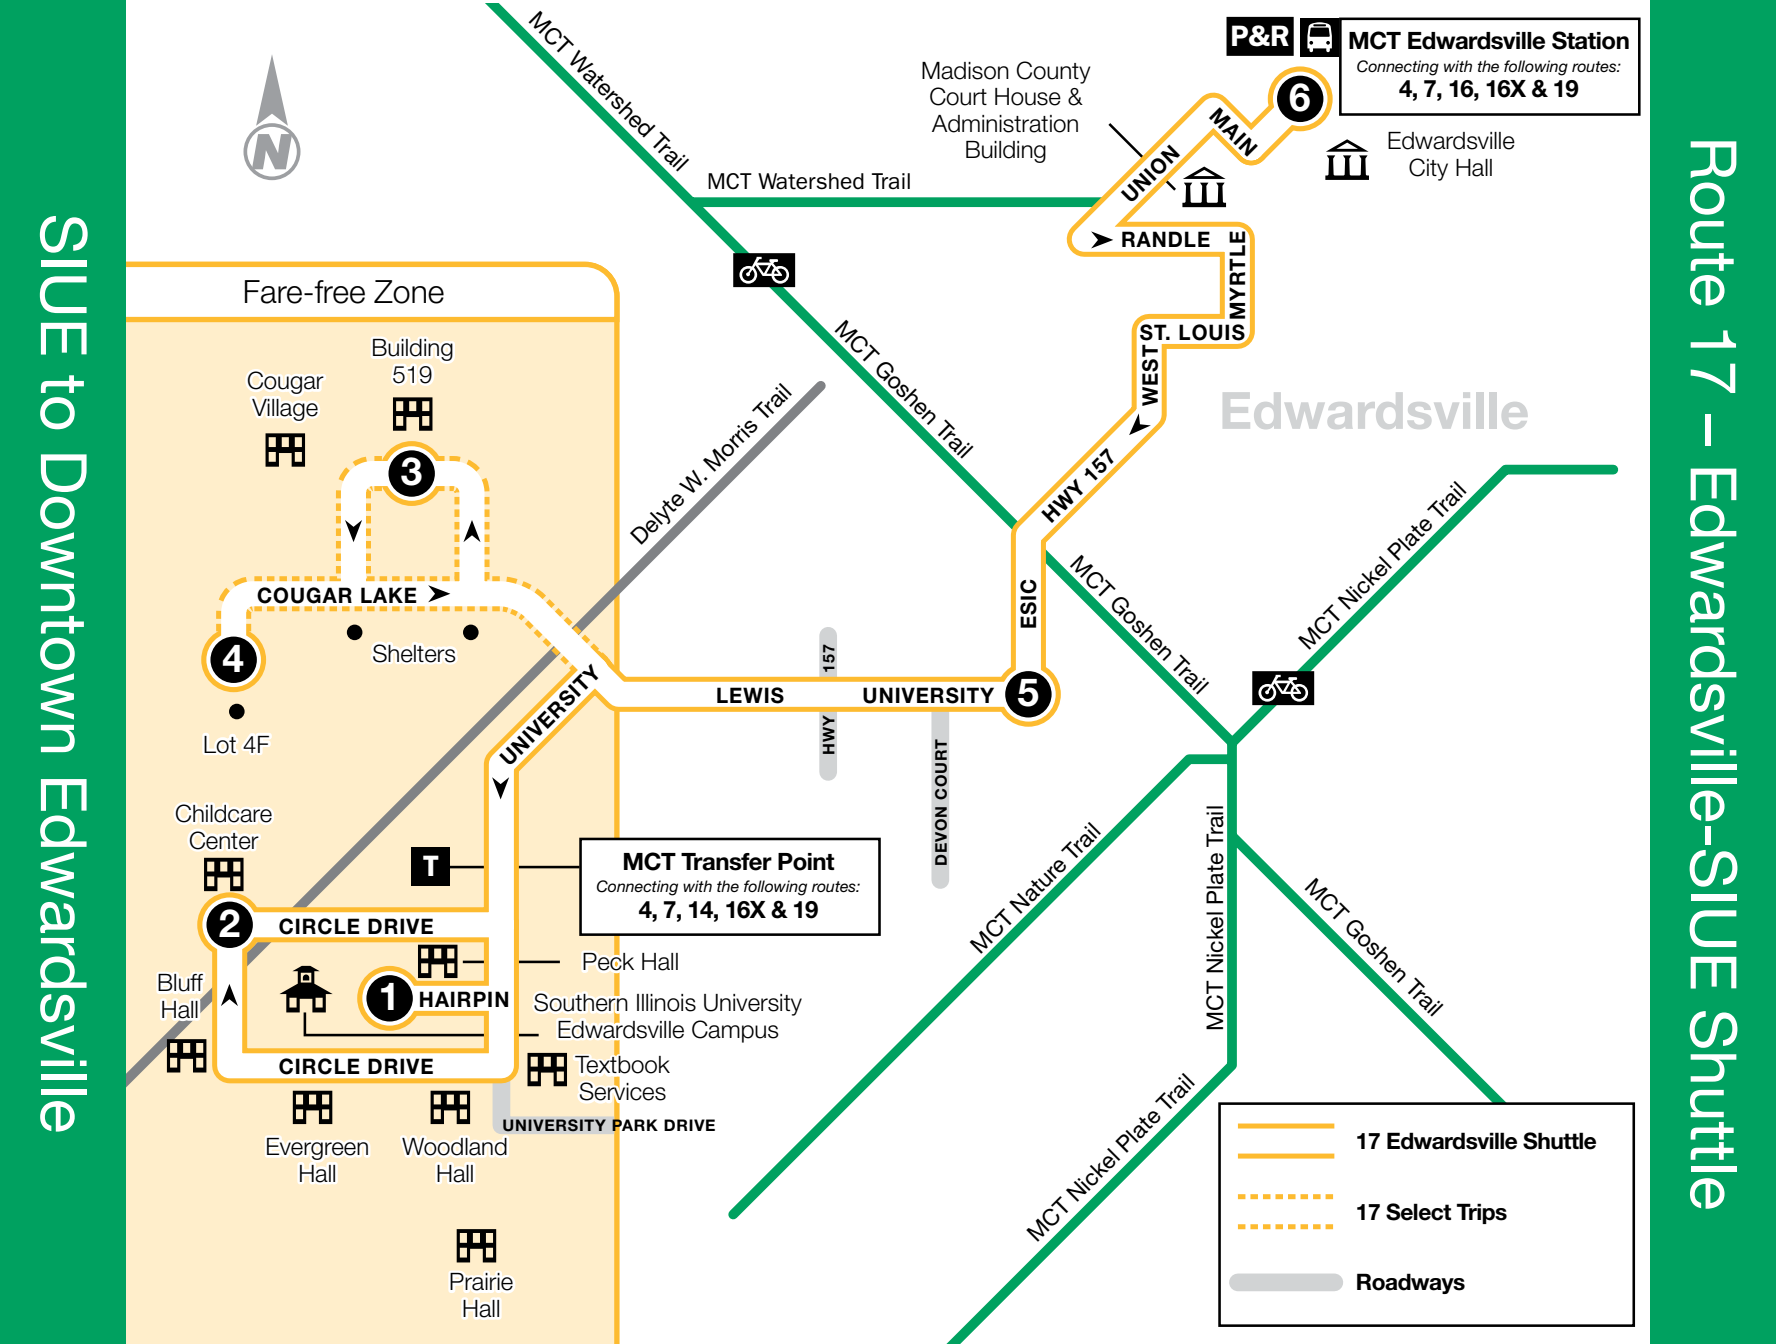 SIUE to Downtown Edwardsville
Route 17 – Edwardsville-SIUE Shuttle
N
MCT Watershed Trail
MCT Watershed Trail
Madison County
Court House &
Administration
Building
P&R
MCT Edwardsville Station
Connecting with the following routes:
4, 7, 16, 16X & 19
6
MAIN
UNION
Edwardsville
City Hall
RANDLE
MYRTLE
ST. LOUIS
WEST
HWY 157
Edwardsville
Fare-free Zone
Building
519
Cougar
Village
3
MCT Goshen Trail
Delyte W. Morris Trail
COUGAR LAKE
Shelters
4
Lot 4F
ESIC
MCT Goshen Trail
MCT Nickel Plate Trail
UNIVERSITY
LEWIS
UNIVERSITY
5
HWY 157
DEVON COURT
Childcare
Center
T
MCT Transfer Point
Connecting with the following routes:
4, 7, 14, 16X & 19
2
CIRCLE DRIVE
Peck Hall
Bluff
Hall
1
HAIRPIN
Southern Illinois University
Edwardsville Campus
CIRCLE DRIVE
Textbook
Services
UNIVERSITY PARK DRIVE
Evergreen
Hall
Woodland
Hall
Prairie
Hall
MCT Nature Trail
MCT Nickel Plate Trail
MCT Goshen Trail
MCT Nickel Plate Trail
17 Edwardsville Shuttle
17 Select Trips
Roadways